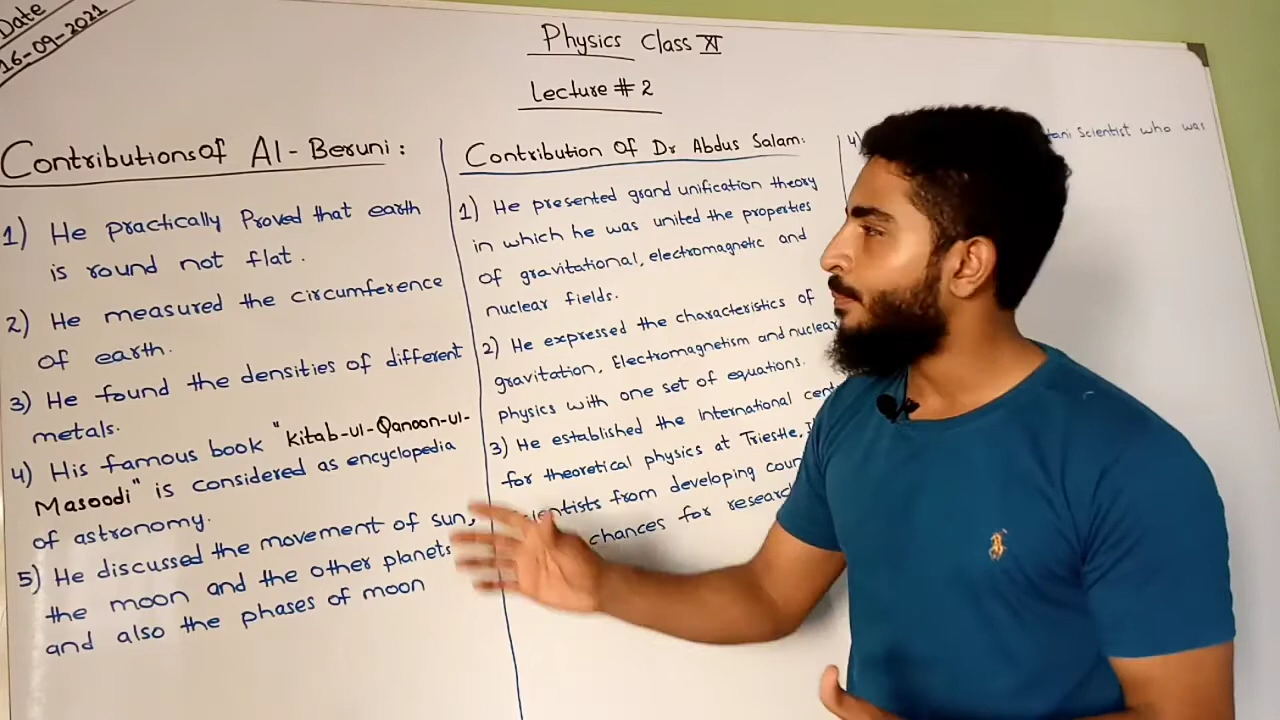 Date
16-09-2021
Physics Class XI
Lecture # 2
Contributions of Al-Beruni:
1) He practically Proved that earth
is round not flat.
2) He measured the circumference
of earth.
3) He found the densities of different
metals.
4) His famous book "Kitab-ul-Qanoon-ul-
Masoodi" is considered as encyclopedia
of astronomy.
5) He discussed the movement of sun,
the moon and the other planets
and also the phases of moon
Contribution Of Dr Abdus Salam:
1) He presented grand unification theory
in which he was united the properties
of gravitational, electromagnetic and
nuclear fields.
2) He expressed the characteristics of
gravitation, Electromagnetism and nuclear
physics with one set of equations.
3) He established the International
for theoretical physics at Trieste,
from developing
chances for research
4)
Scientist who was